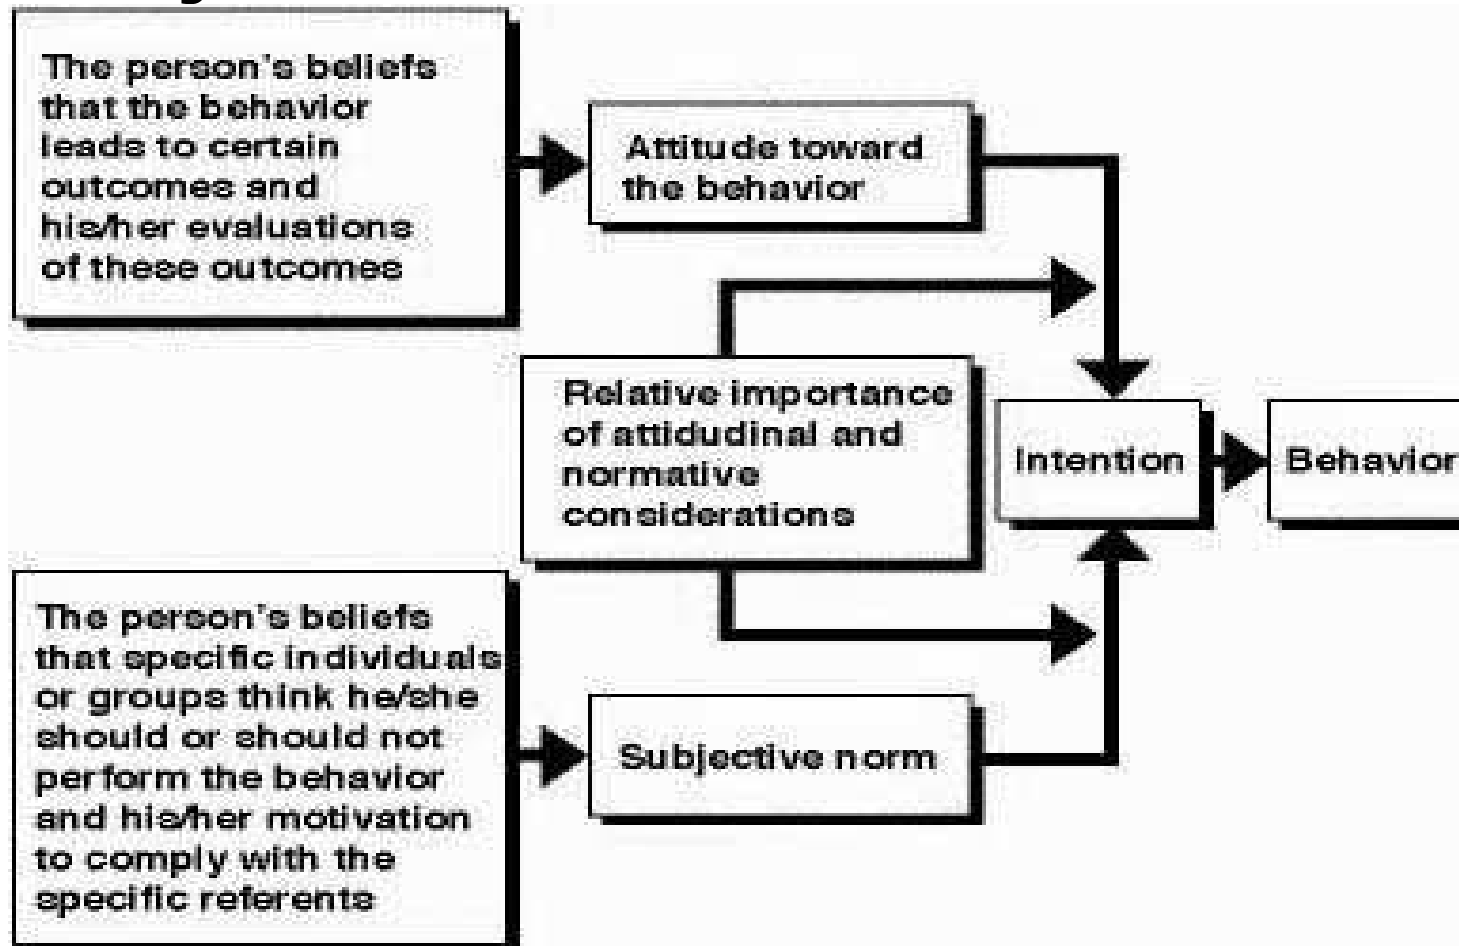 The person's beliefs
that the behavior
leads to certain
outcomes and
his/her evaluations
of these outcomes
Attitude toward
the behavior
Relative importance
of attidudinal and
normative
considerations
Intention
Behavior
The person's beliefs
that specific individuals
or groups think he/she
should or should not
perform the behavior
and his/her motivation
to comply with the
specific referents
Subjective norm